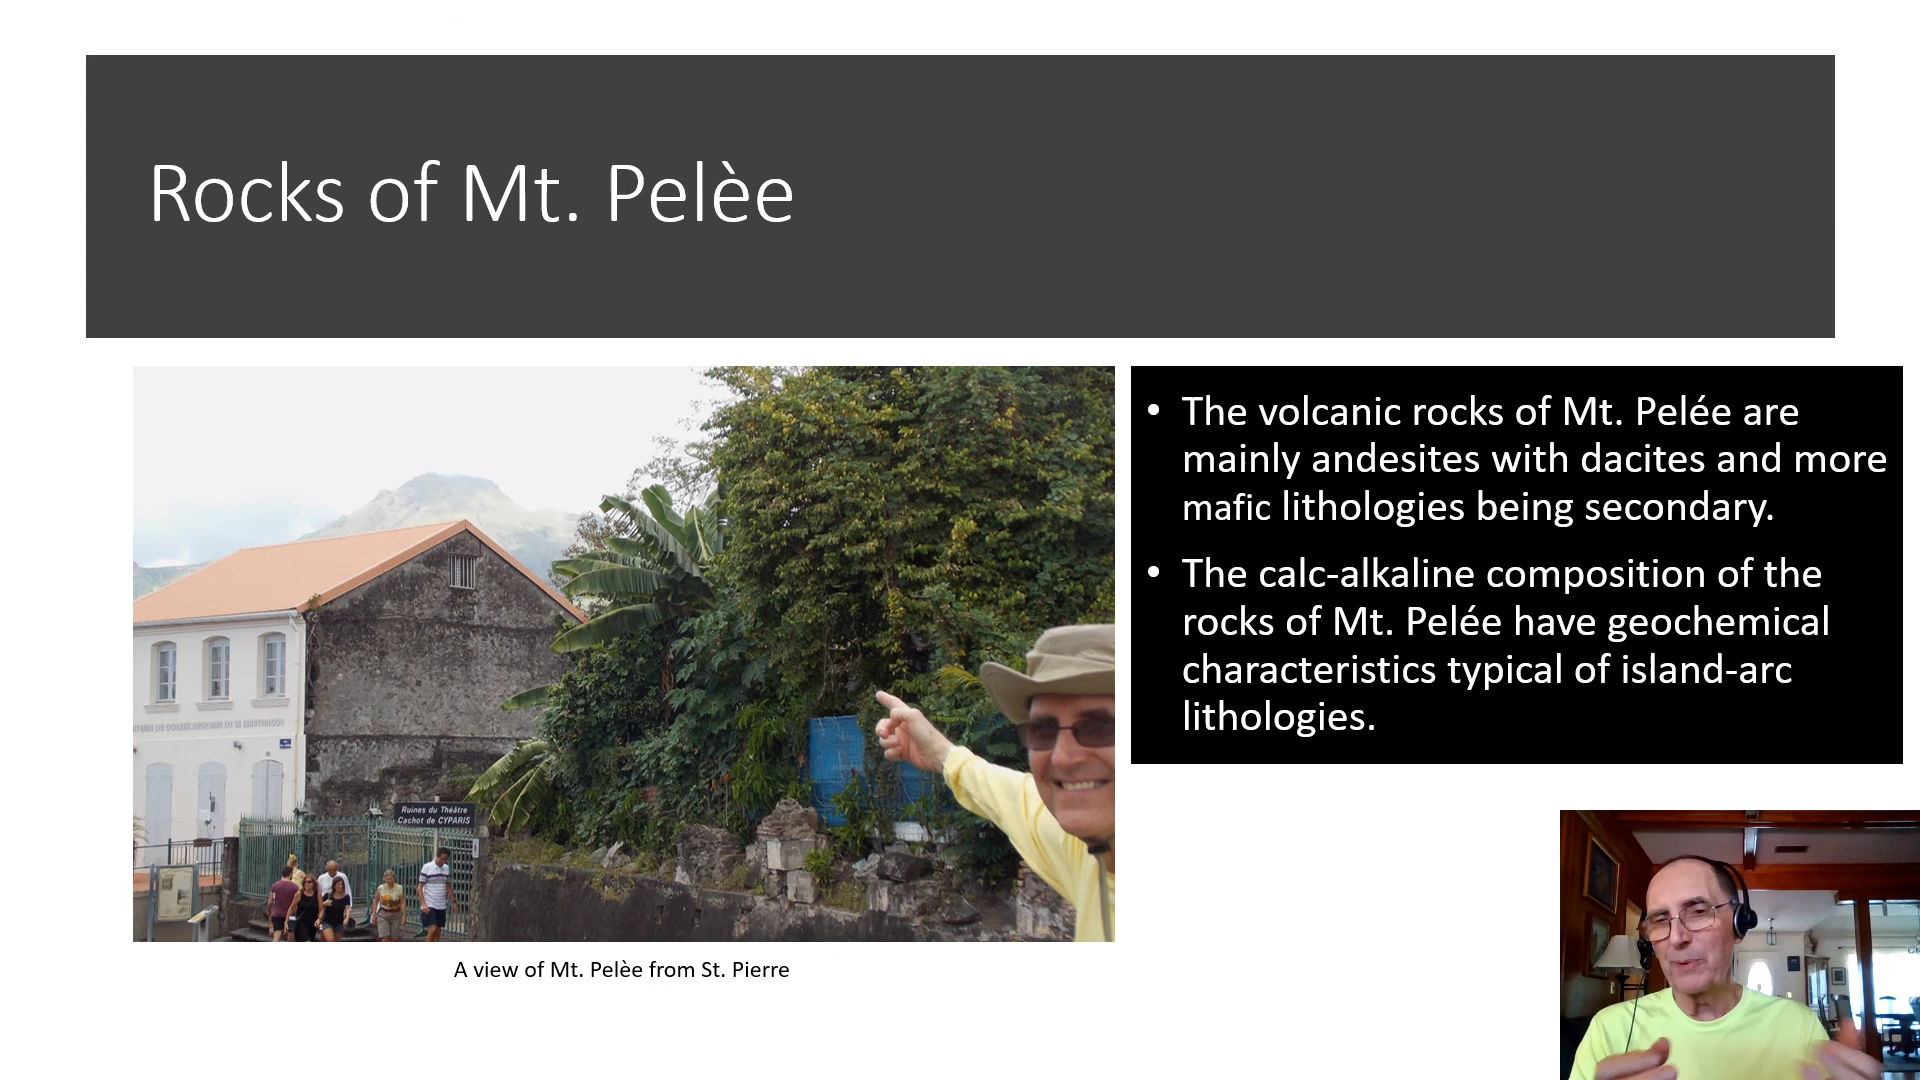 Rocks of Mt. Pelèe
• The volcanic rocks of Mt. Pelée are
mainly andesites with dacites and more
mafic lithologies being secondary.
• The calc-alkaline composition of the
rocks of Mt. Pelée have geochemical
characteristics typical of island-arc
lithologies.
Ruines du Théâtre
Cachot de CYPARIS
A view of Mt. Pelèe from St. Pierre